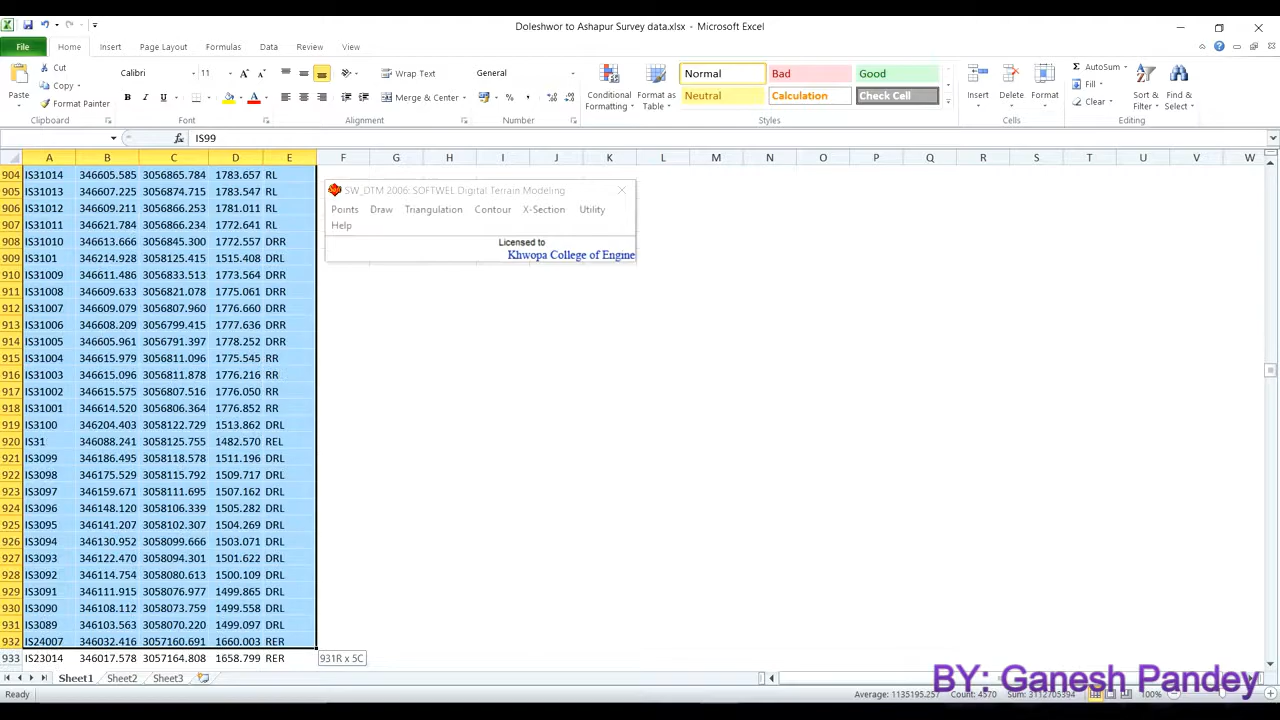 Doleshwor to Ashapur Survey data.xlsx - Microsoft Excel
File Home Insert Page Layout Formulas Data Review View
Cut
Copy
Format Painter
Paste
Clipboard
Calibri 11
B I U
Font
Wrap Text
Merge & Center
Alignment
General
$ % ,
Number
Conditional Formatting
Format as Table
Normal Bad Good
Neutral Calculation Check Cell
Styles
Insert Delete Format
Cells
AutoSum
Fill
Clear
Sort & Filter
Find & Select
Editing
fx IS99
A B C D E F G H I J K L M N O P Q R S T U V W
904 IS31014 346605.585 3056865.784 1783.657 RL
905 IS31013 346607.225 3056874.715 1783.547 RL
906 IS31012 346609.211 3056866.253 1781.011 RL
907 IS31011 346621.784 3056866.234 1772.641 RL
908 IS31010 346613.666 3056845.300 1772.557 DRR
909 IS3101 346214.928 3058125.415 1515.408 DRL
910 IS31009 346611.486 3056833.513 1773.564 DRR
911 IS31008 346609.633 3056821.078 1775.061 DRR
912 IS31007 346609.079 3056807.960 1776.660 DRR
913 IS31006 346608.209 3056799.415 1777.636 DRR
914 IS31005 346605.961 3056791.397 1778.252 DRR
915 IS31004 346615.979 3056811.096 1775.545 RR
916 IS31003 346615.096 3056811.878 1776.216 RR
917 IS31002 346615.575 3056807.516 1776.050 RR
918 IS31001 346614.520 3056806.364 1776.852 RR
919 IS3100 346204.403 3058122.729 1513.862 DRL
920 IS31 346088.241 3058125.755 1482.570 REL
921 IS3099 346186.495 3058118.578 1511.196 DRL
922 IS3098 346175.529 3058115.792 1509.717 DRL
923 IS3097 346159.671 3058111.695 1507.162 DRL
924 IS3096 346148.120 3058106.339 1505.282 DRL
925 IS3095 346141.207 3058102.307 1504.269 DRL
926 IS3094 346130.952 3058099.666 1503.071 DRL
927 IS3093 346122.470 3058094.301 1501.622 DRL
928 IS3092 346114.754 3058080.613 1500.109 DRL
929 IS3091 346111.915 3058076.977 1499.865 DRL
930 IS3090 346108.112 3058073.759 1499.558 DRL
931 IS3089 346103.563 3058070.220 1499.003 DRL
932 IS24007 346032.416 3057160.691 1660.003 RER
933 IS23014 346017.578 3057164.808 1658.799 RER
931R x 5C
SW_DTM 2006: SOFTWEL Digital Terrain Modeling
Points Draw Triangulation Contour X-Section Utility
Help
Licensed to
Khwopa College of Engine
Sheet1 Sheet2 Sheet3
BY: Ganesh Pandey
Ready Average: 1135195.257 Count: 4570 Sum: 3112705394 100%